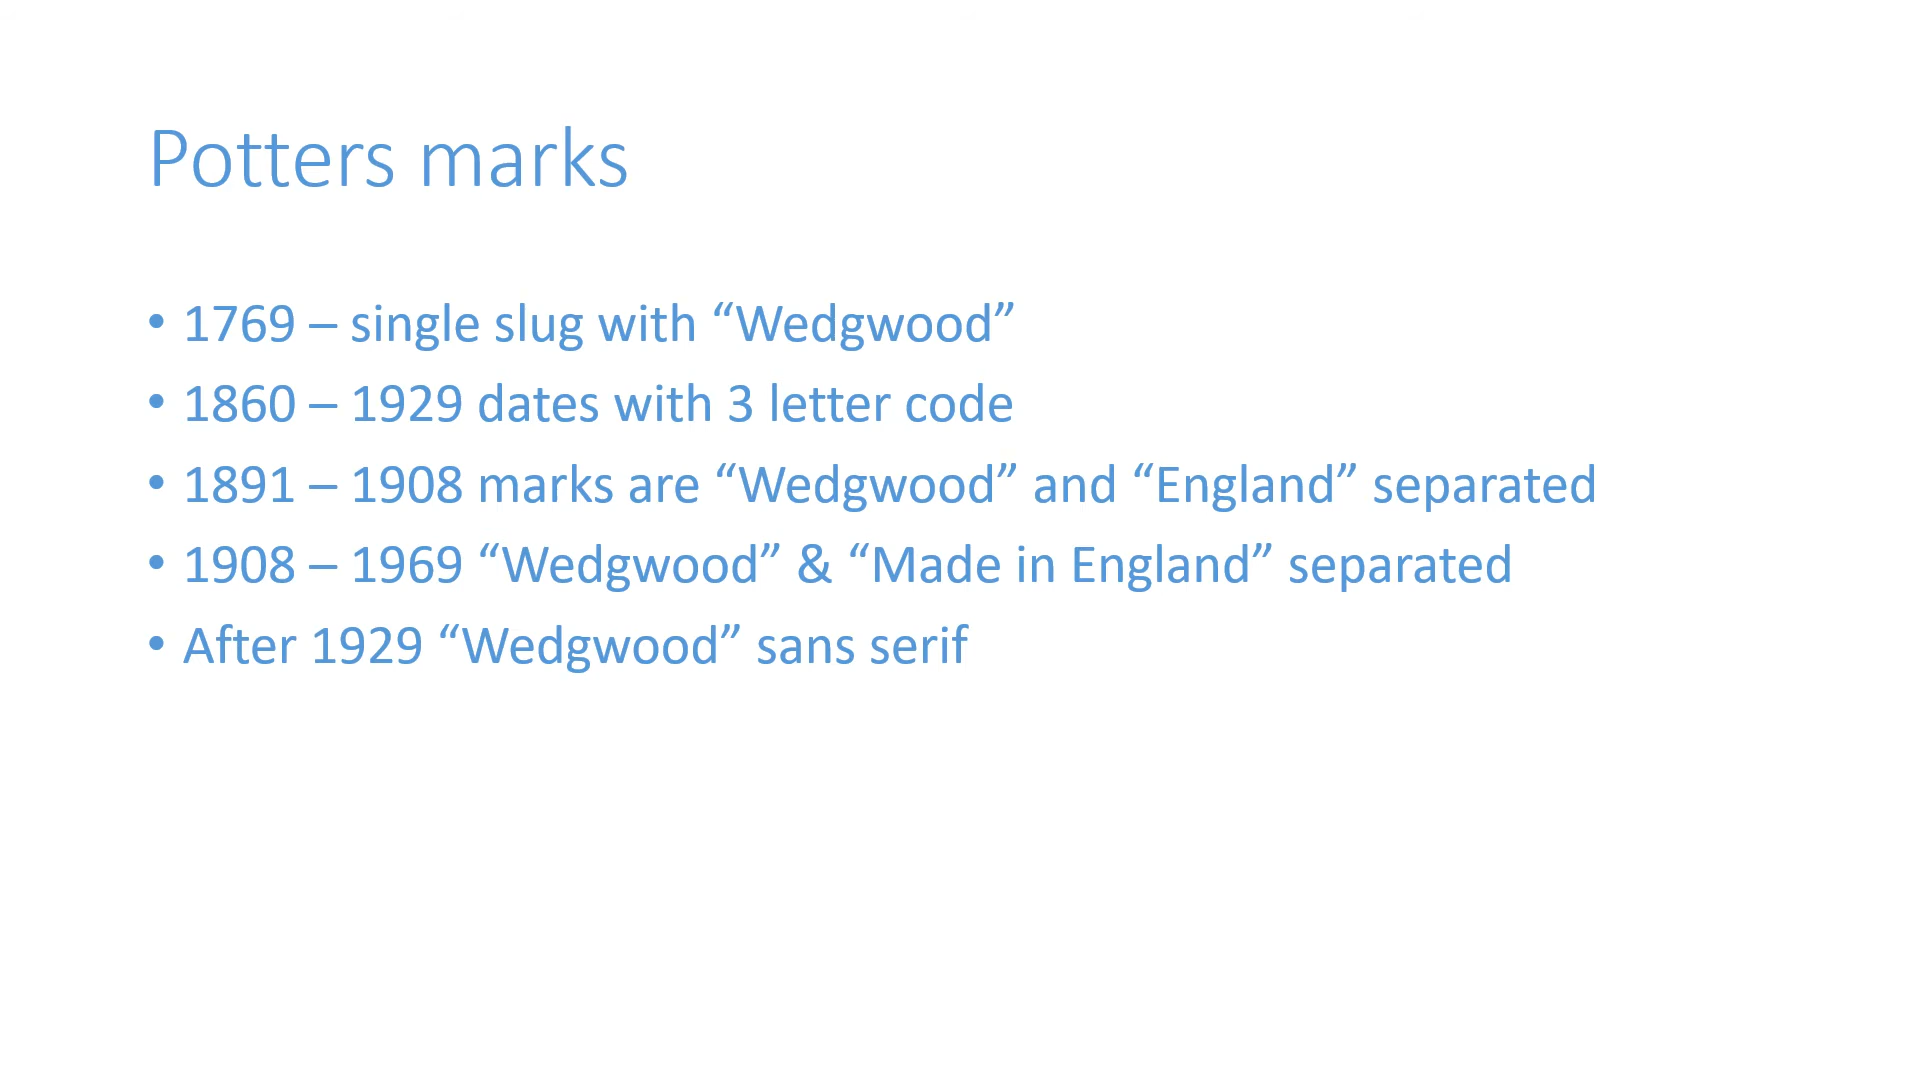 Potters marks
• 1769 – single slug with “Wedgwood”
• 1860 – 1929 dates with 3 letter code
• 1891 – 1908 marks are “Wedgwood” and “England” separated
• 1908 – 1969 “Wedgwood” & “Made in England” separated
• After 1929 “Wedgwood” sans serif